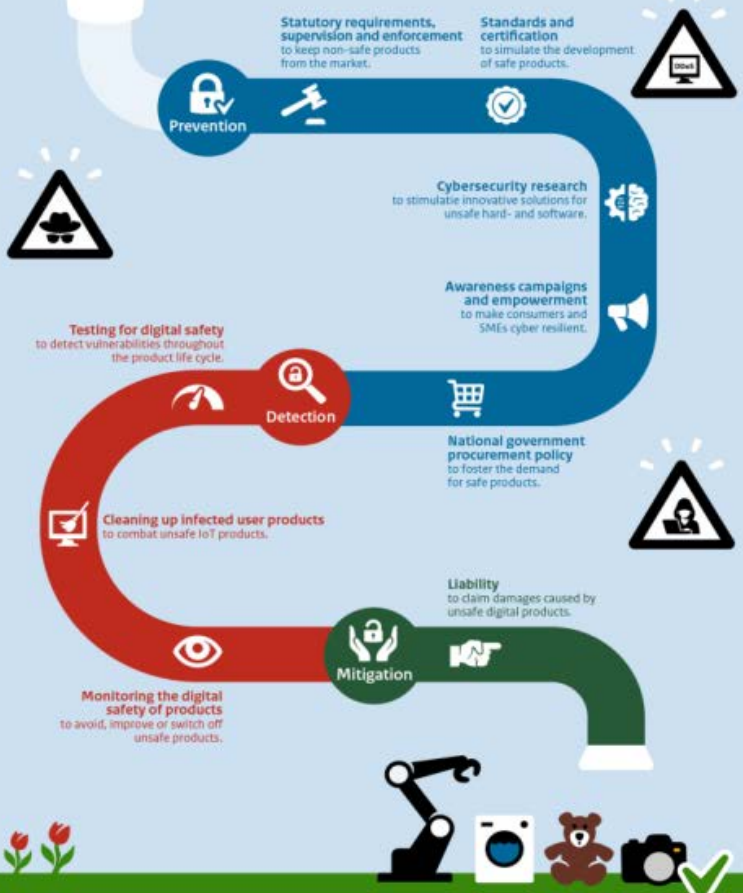 Statutory requirements,
supervision and enforcement
to keep non-safe products
from the market.
Standards and
certification
to simulate the development
of safe products.
DDoS
Prevention
Cybersecurity research
to stimulatie innovative solutions for
unsafe hard- and software.
Awareness campaigns
and empowerment
to make consumers and
SMEs cyber resilient.
Testing for digital safety
to detect vulnerabilities throughout
the product life cycle.
Detection
National government
procurement policy
to foster the demand
for safe products.
Cleaning up infected user products
to combat unsafe IoT products.
Liability
to claim damages caused by
unsafe digital products.
Mitigation
Monitoring the digital
safety of products
to avoid, improve or switch off
unsafe products.